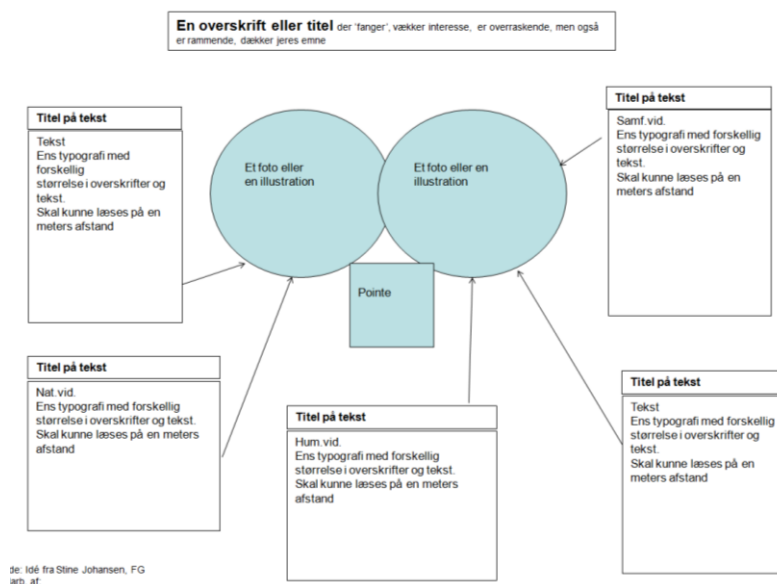 En overskrift eller titel der 'fanger', vækker interesse, er overraskende, men også
er rammende, dækker jeres emne
Titel på tekst
Tekst
Ens typografi med
forskellig
størrelse i overskrifter og
tekst.
Skal kunne læses på en
meters afstand
Et foto eller
en illustration
Et foto eller en
illustration
Pointe
Titel på tekst
Samf.vid.
Ens typografi med forskellig
størrelse i overskrifter og
tekst.
Skal kunne læses på en
meters afstand
Titel på tekst
Nat.vid.
Ens typografi med forskellig
størrelse i overskrifter og tekst.
Skal kunne læses på en meters
afstand
Titel på tekst
Hum.vid.
Ens typografi med forskellig
størrelse i overskrifter og tekst.
Skal kunne læses på en meters
afstand
Titel på tekst
Tekst
Ens typografi med forskellig
størrelse i overskrifter og
tekst.
Skal kunne læses på en
meters afstand
de: Idé fra Stine Johansen, FG
arb. af: